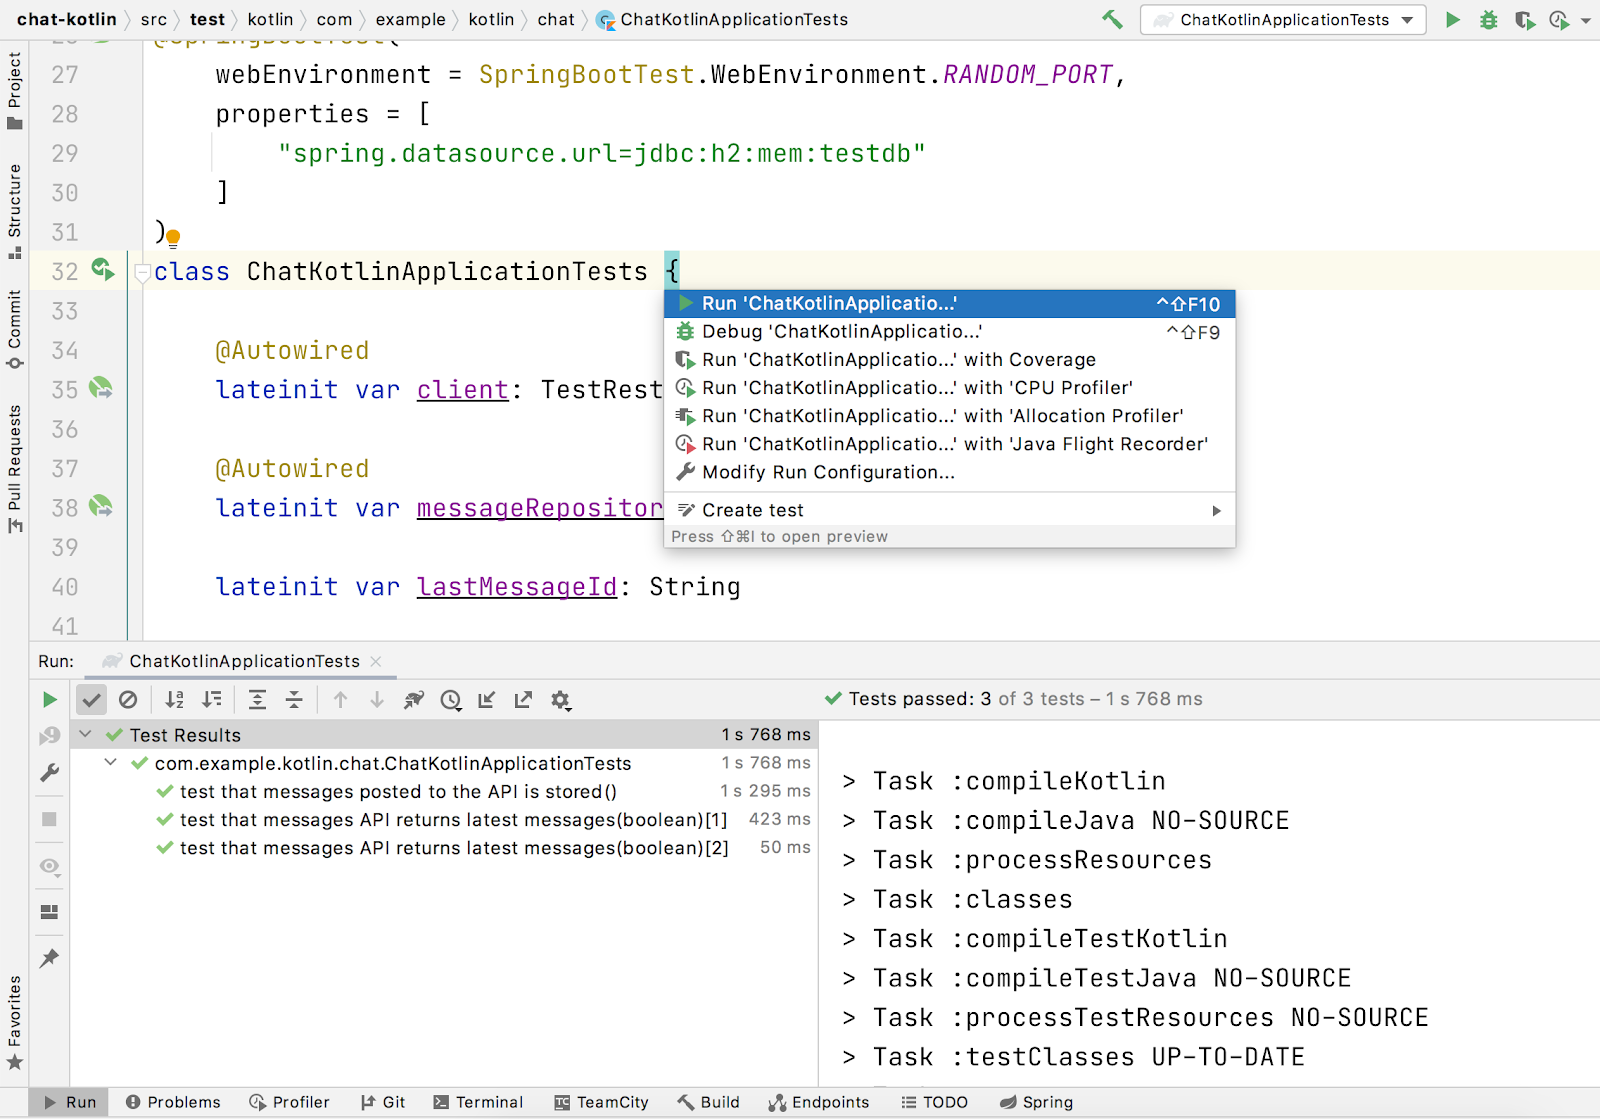 chat-kotlin src test kotlin com example kotlin chat ChatKotlinApplicationTests
ChatKotlinApplicationTests
Project
Structure
Commit
Pull Requests
Favorites
@SpringBootTest(
27 webEnvironment = SpringBootTest.WebEnvironment.RANDOM_PORT,
28 properties = [
29 "spring.datasource.url=jdbc:h2:mem:testdb"
30 ]
31 )
32 class ChatKotlinApplicationTests {
33
34 @Autowired
35 lateinit var client: TestRest
36
37 @Autowired
38 lateinit var messageRepositor
39
40 lateinit var lastMessageId: String
41
Run 'ChatKotlinApplicatio...' ^⇧F10
Debug 'ChatKotlinApplicatio...' ^⇧F9
Run 'ChatKotlinApplicatio...' with Coverage
Run 'ChatKotlinApplicatio...' with 'CPU Profiler'
Run 'ChatKotlinApplicatio...' with 'Allocation Profiler'
Run 'ChatKotlinApplicatio...' with 'Java Flight Recorder'
Modify Run Configuration...
Create test
Press ⇧⌘I to open preview
Run: ChatKotlinApplicationTests
Tests passed: 3 of 3 tests – 1 s 768 ms
Test Results 1 s 768 ms
com.example.kotlin.chat.ChatKotlinApplicationTests 1 s 768 ms
test that messages posted to the API is stored() 1 s 295 ms
test that messages API returns latest messages(boolean)[1] 423 ms
test that messages API returns latest messages(boolean)[2] 50 ms
> Task :compileKotlin
> Task :compileJava NO-SOURCE
> Task :processResources
> Task :classes
> Task :compileTestKotlin
> Task :compileTestJava NO-SOURCE
> Task :processTestResources NO-SOURCE
> Task :testClasses UP-TO-DATE
Run Problems Profiler Git Terminal TeamCity Build Endpoints TODO Spring